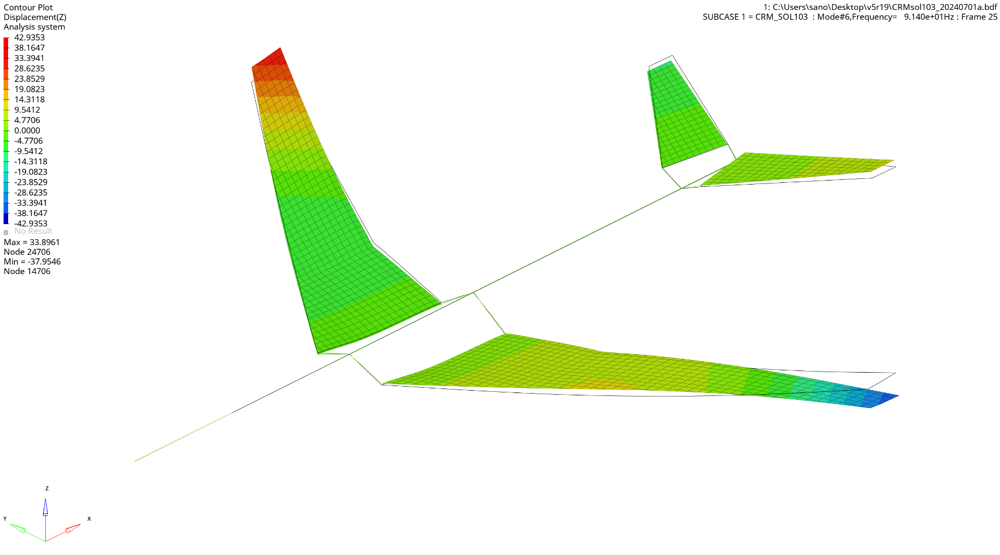 Contour Plot
Displacement(Z)
Analysis system
42.9353
38.1647
33.3941
28.6235
23.8529
19.0823
14.3118
9.5412
4.7706
0.0000
-4.7706
-9.5412
-14.3118
-19.0823
-23.8529
-28.6235
-33.3941
-38.1647
-42.9353
No Result
Max = 33.8961
Node 24706
Min = -37.9546
Node 14706
1: C:\Users\sano\Desktop\v5r19\CRMsol103_20240701a.bdf
SUBCASE 1 = CRM_SOL103 : Mode#6,Frequency= 9.140e+01Hz : Frame 25
Z
Y
X